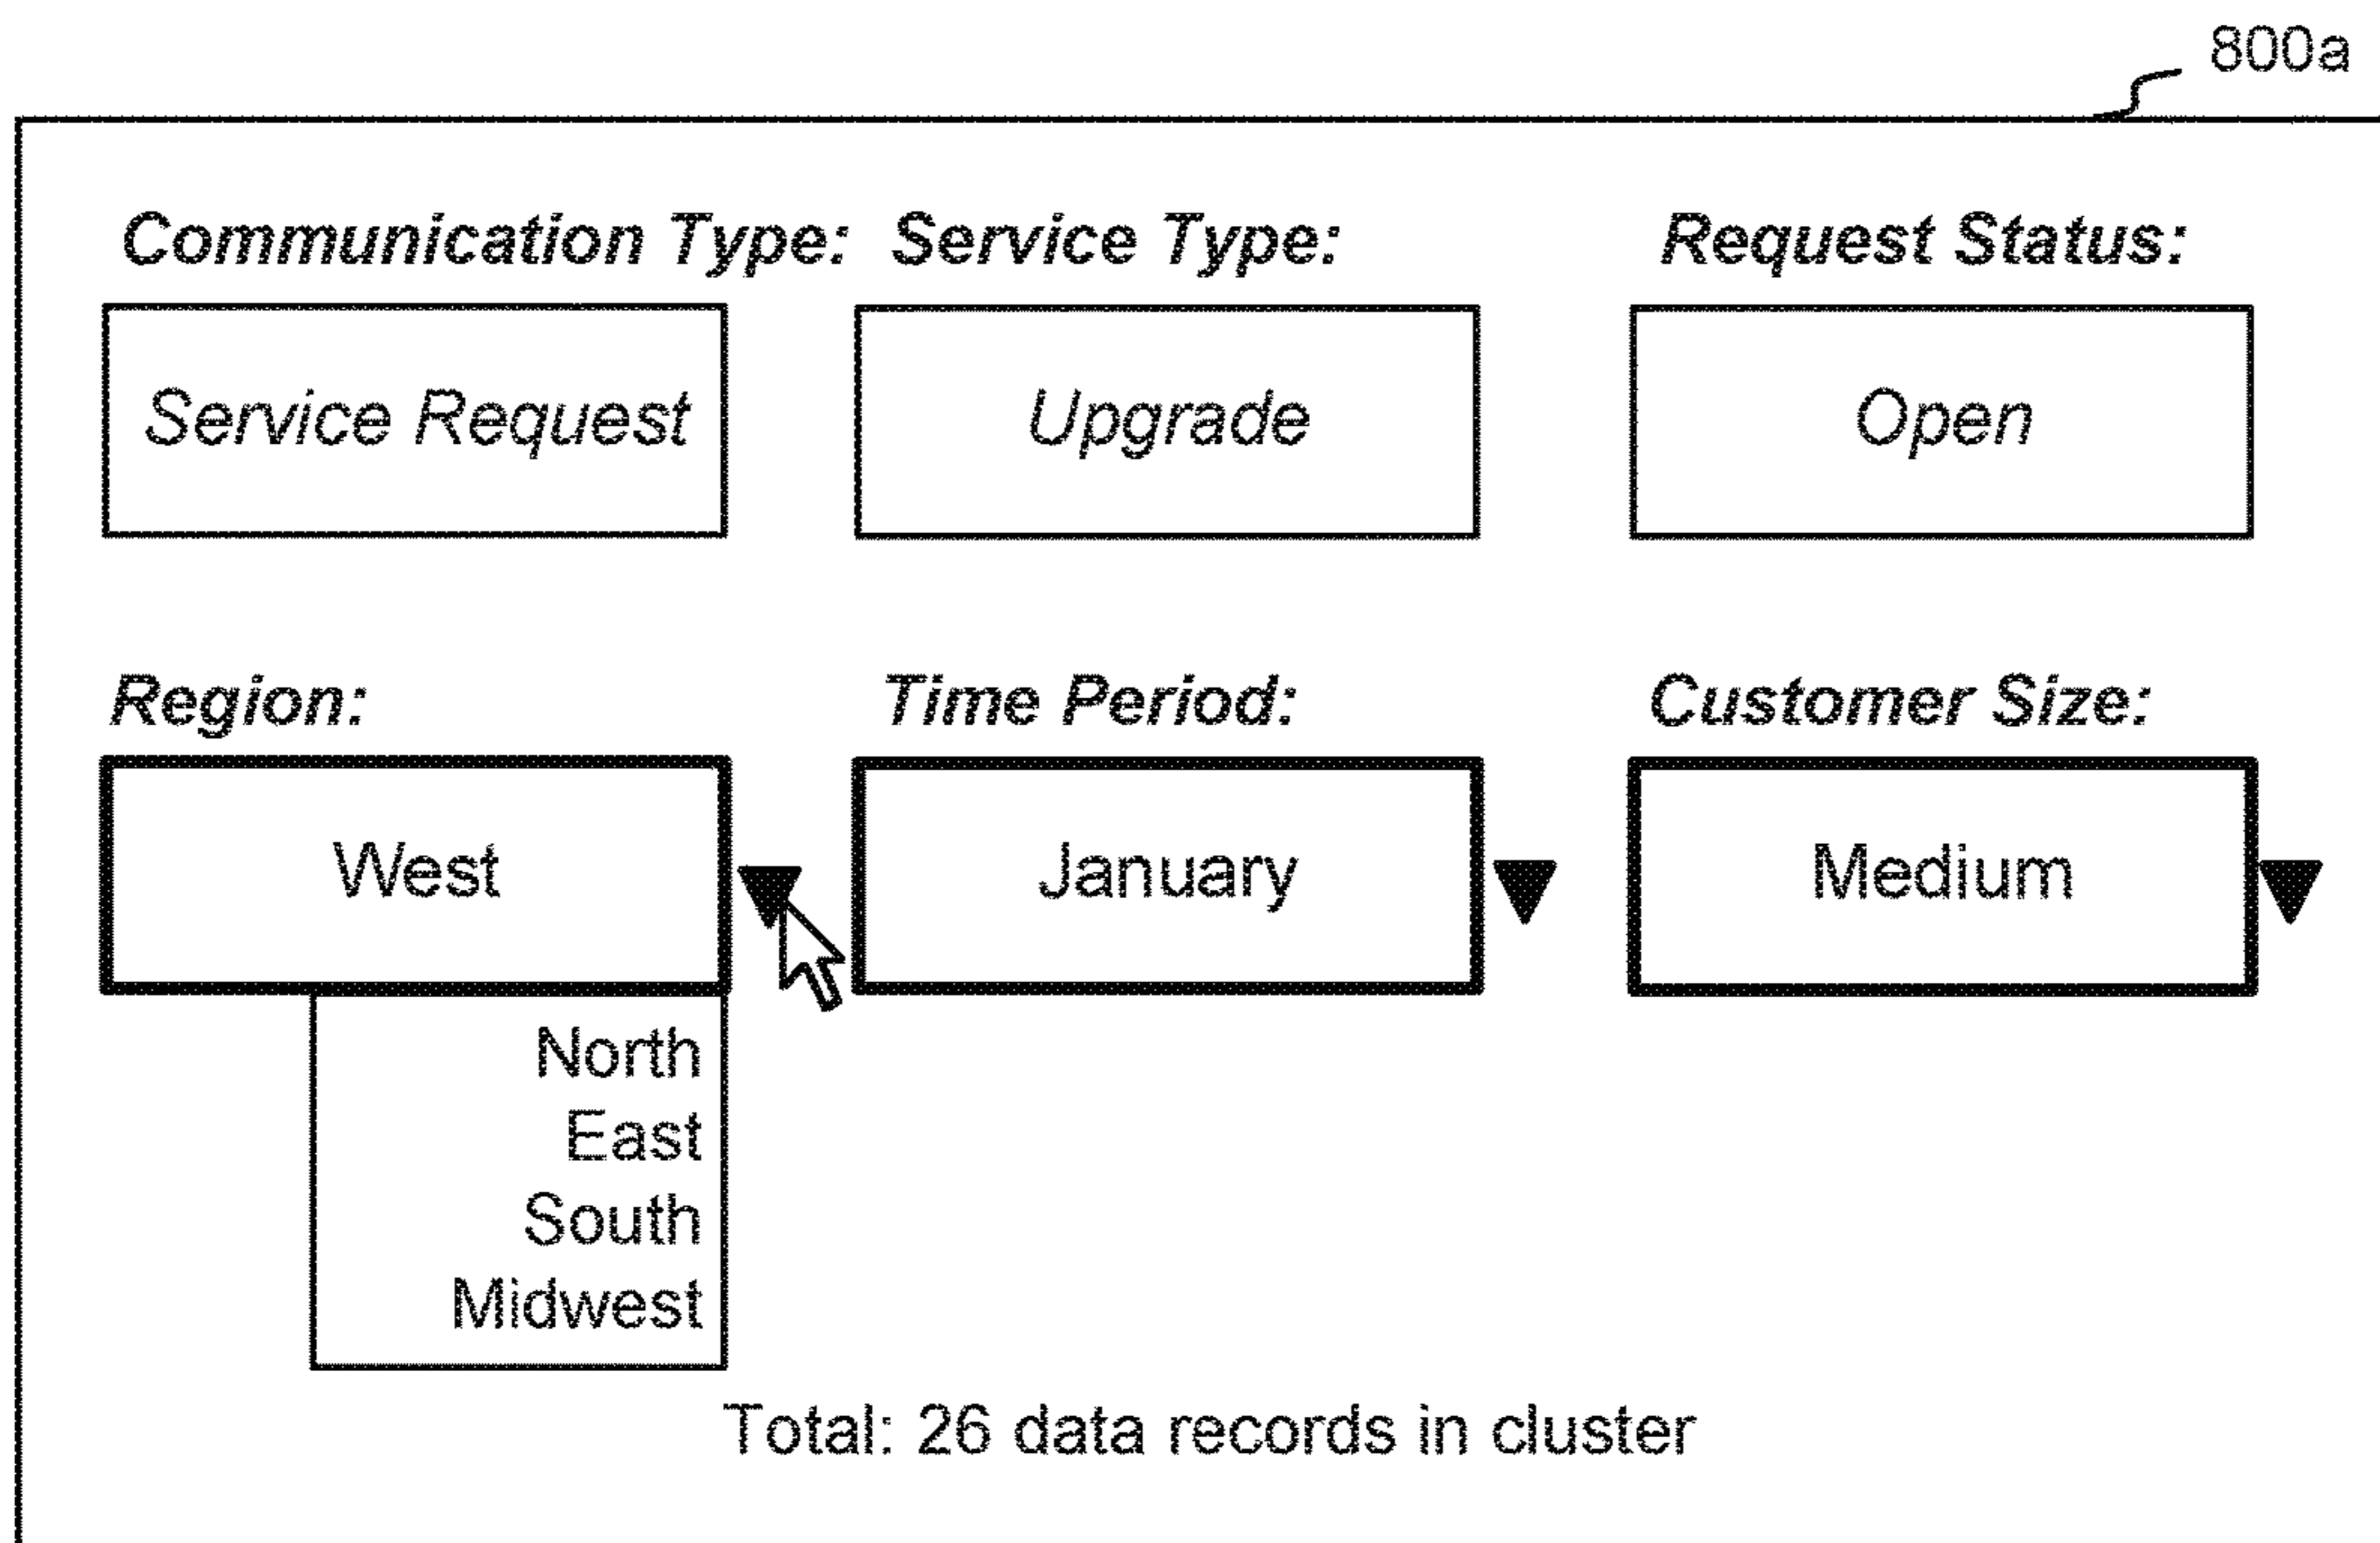 800a
Communication Type: Service Type: Request Status:
Service Request Upgrade Open
Region: Time Period: Customer Size:
West January Medium
North
East
South
Midwest
Total: 26 data records in cluster